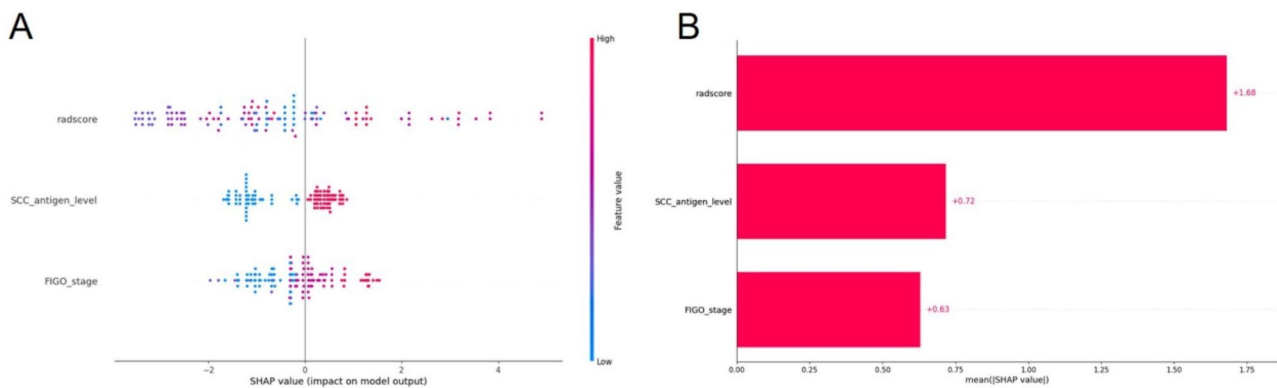 A
High
radscore
SCC_antigen_level
FIGO_stage
Feature value
Low
−2
0
2
4
SHAP value (impact on model output)
B
radscore
+1.68
SCC_antigen_level
+0.72
FIGO_stage
+0.63
0.00
0.25
0.50
0.75
1.00
1.25
1.50
1.75
mean(|SHAP value|)